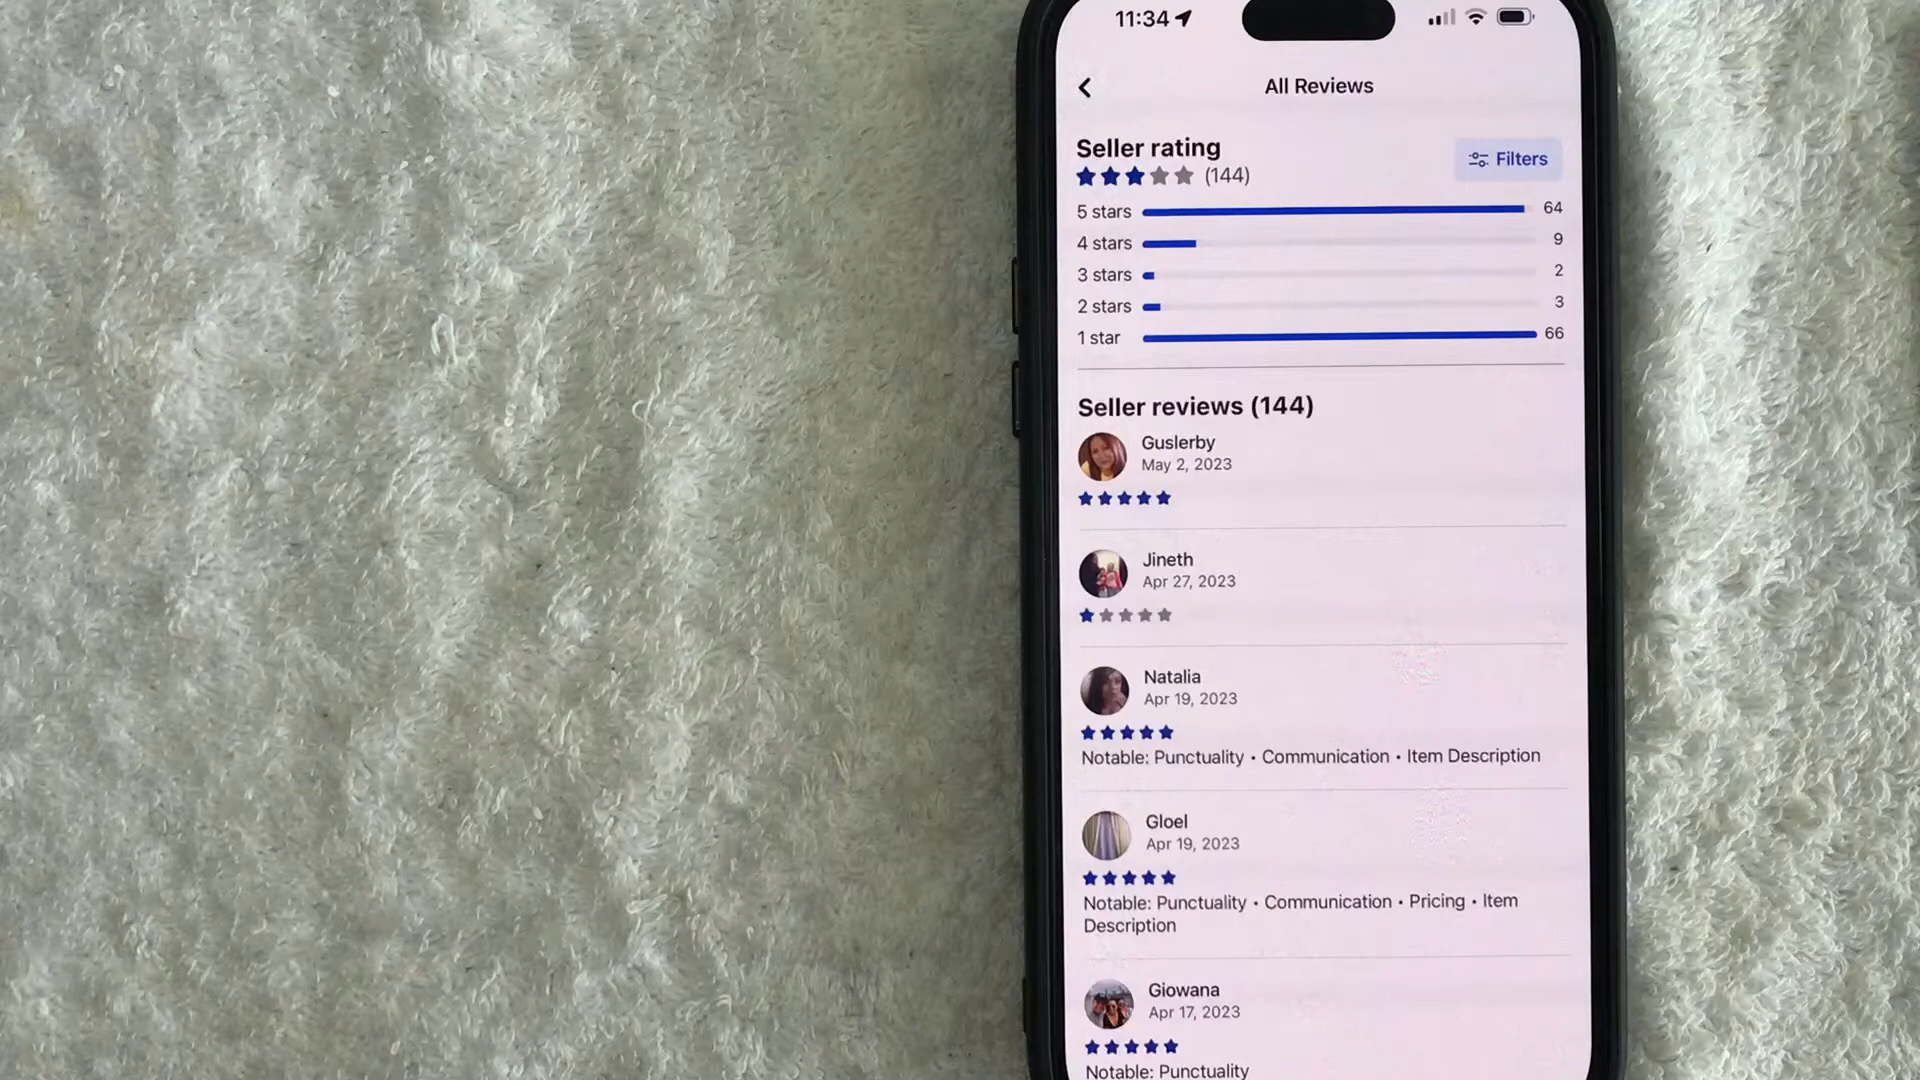 11:34
All Reviews
Seller rating
Filters
(144)
5 stars 64
4 stars 9
3 stars 2
2 stars 3
1 star 66
Seller reviews (144)
Guslerby
May 2, 2023
Jineth
Apr 27, 2023
Natalia
Apr 19, 2023
Notable: Punctuality • Communication • Item Description
Gloel
Apr 19, 2023
Notable: Punctuality • Communication • Pricing • Item
Description
Giowana
Apr 17, 2023
Notable: Punctuality